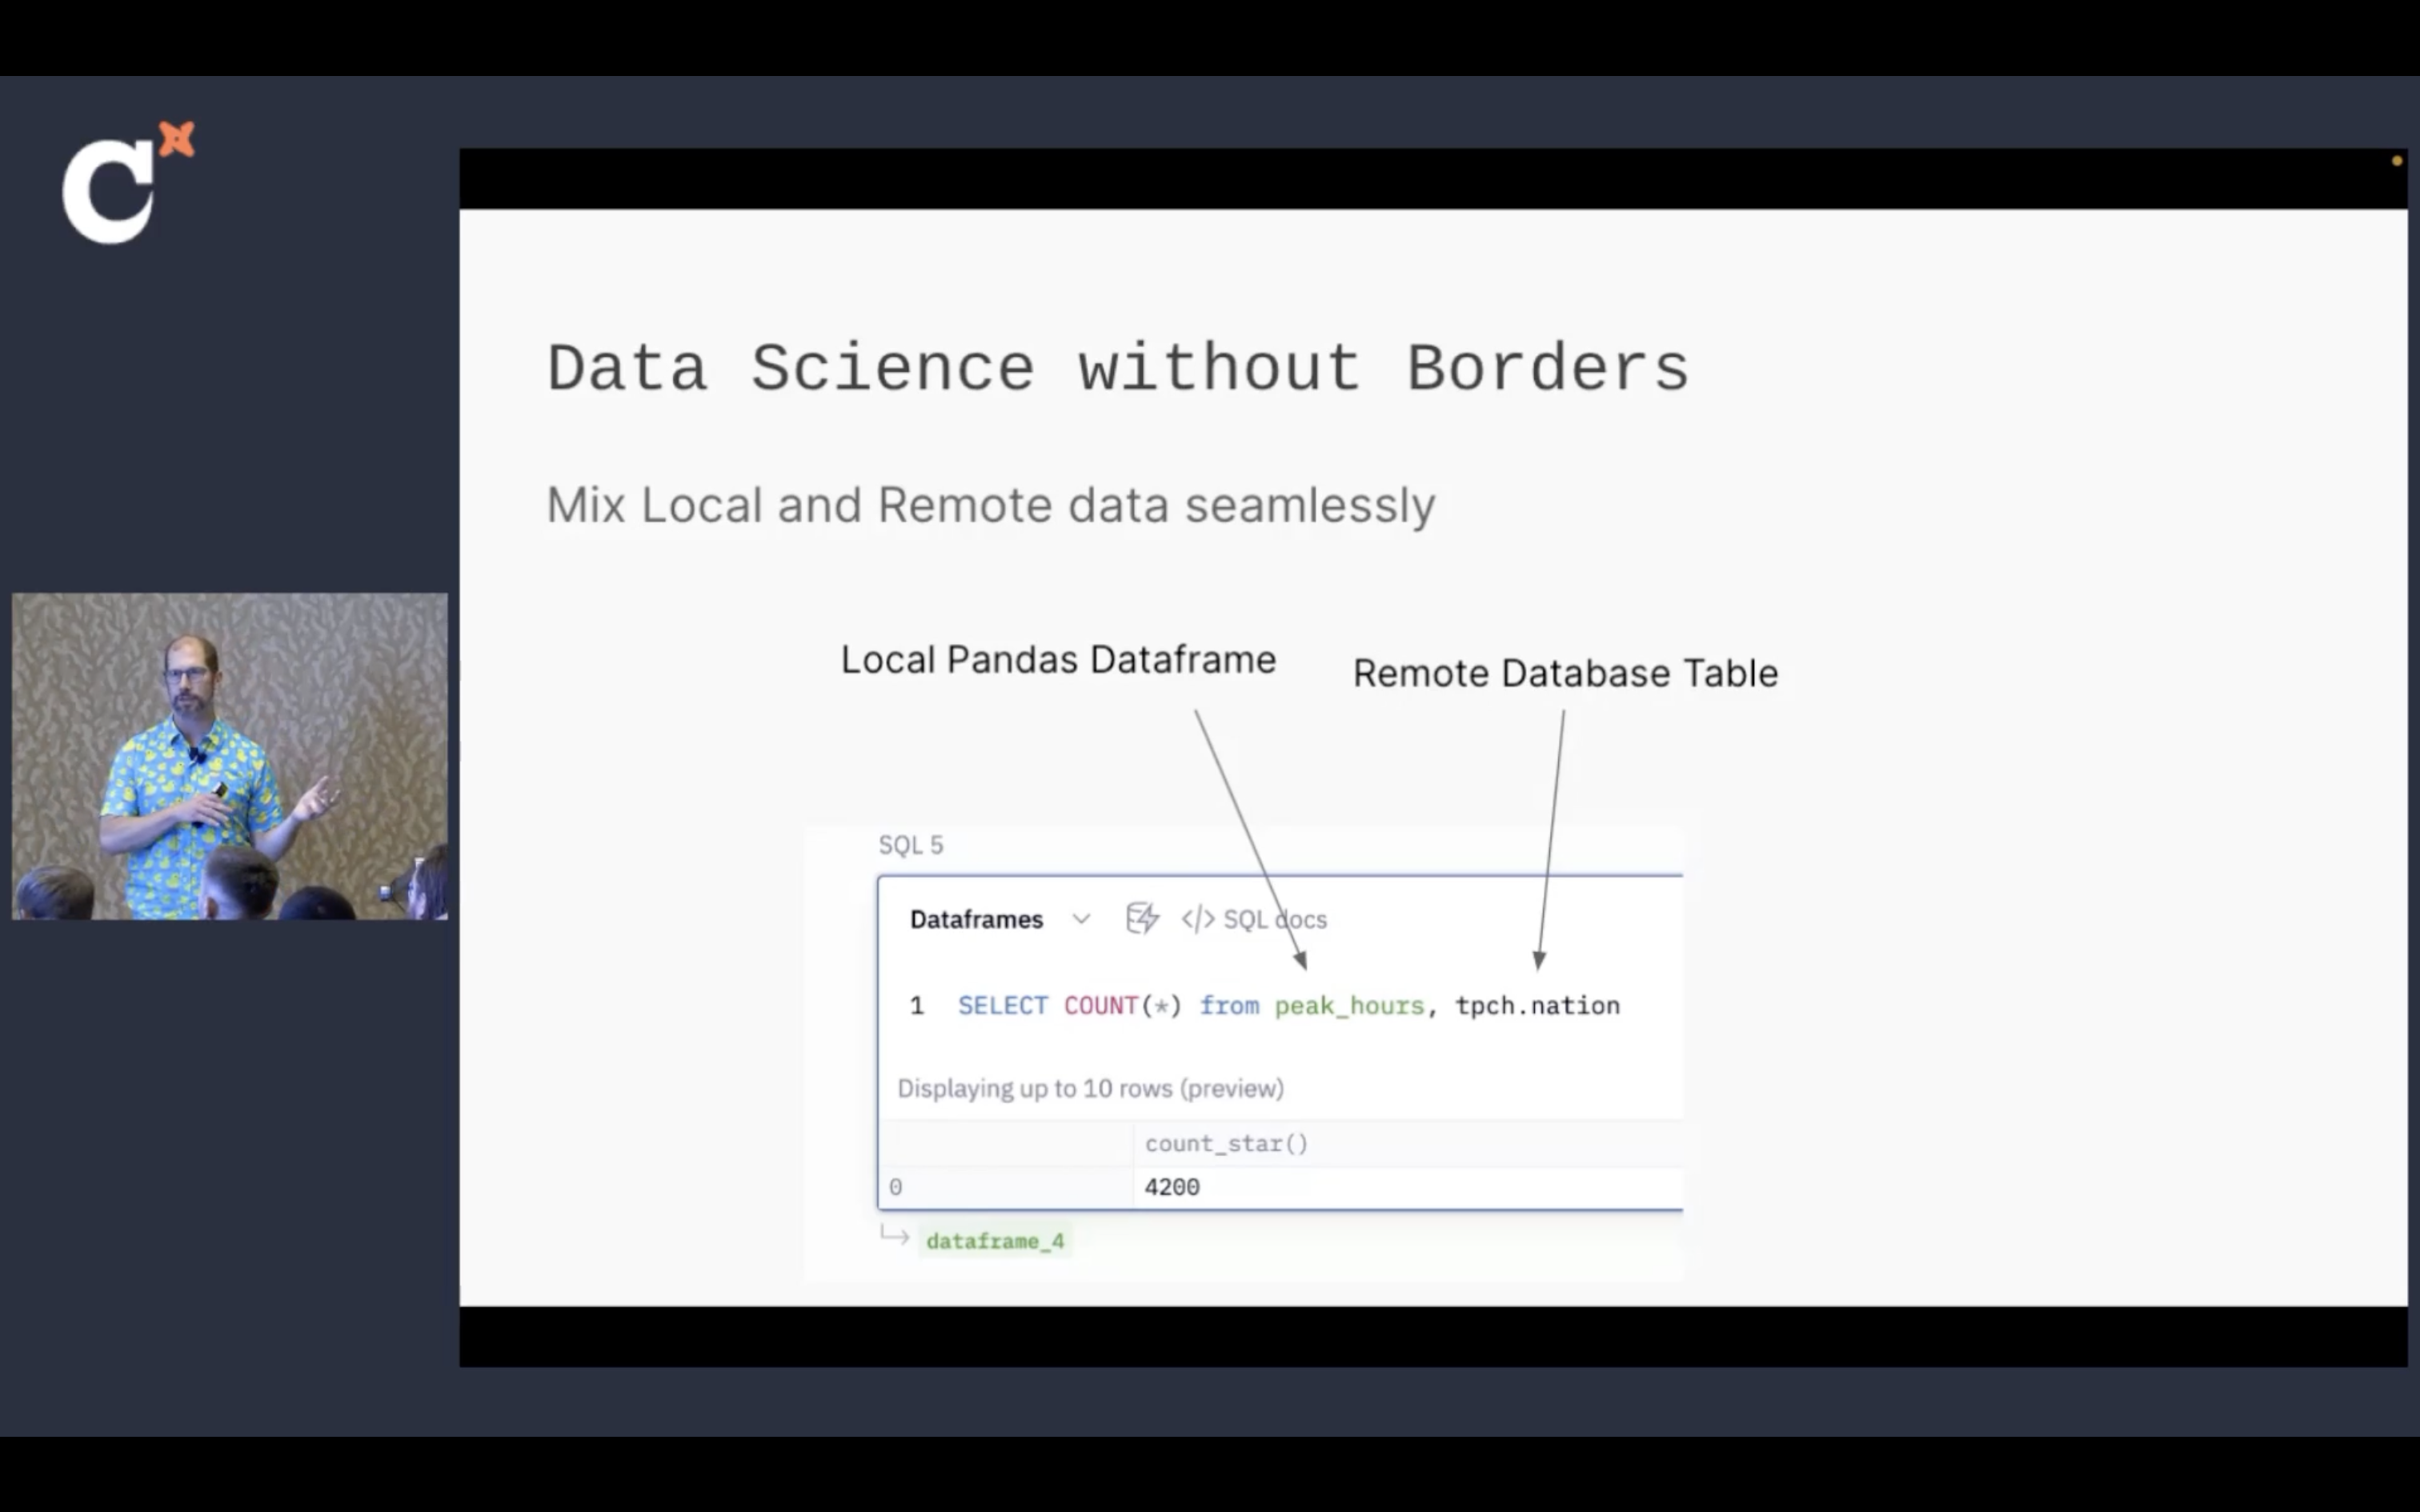 C
Data Science without Borders
Mix Local and Remote data seamlessly
Local Pandas Dataframe
Remote Database Table
SQL 5
Dataframes </> SQL docs
1 SELECT COUNT(*) from peak_hours, tpch.nation
Displaying up to 10 rows (preview)
count_star()
0 4200
dataframe_4